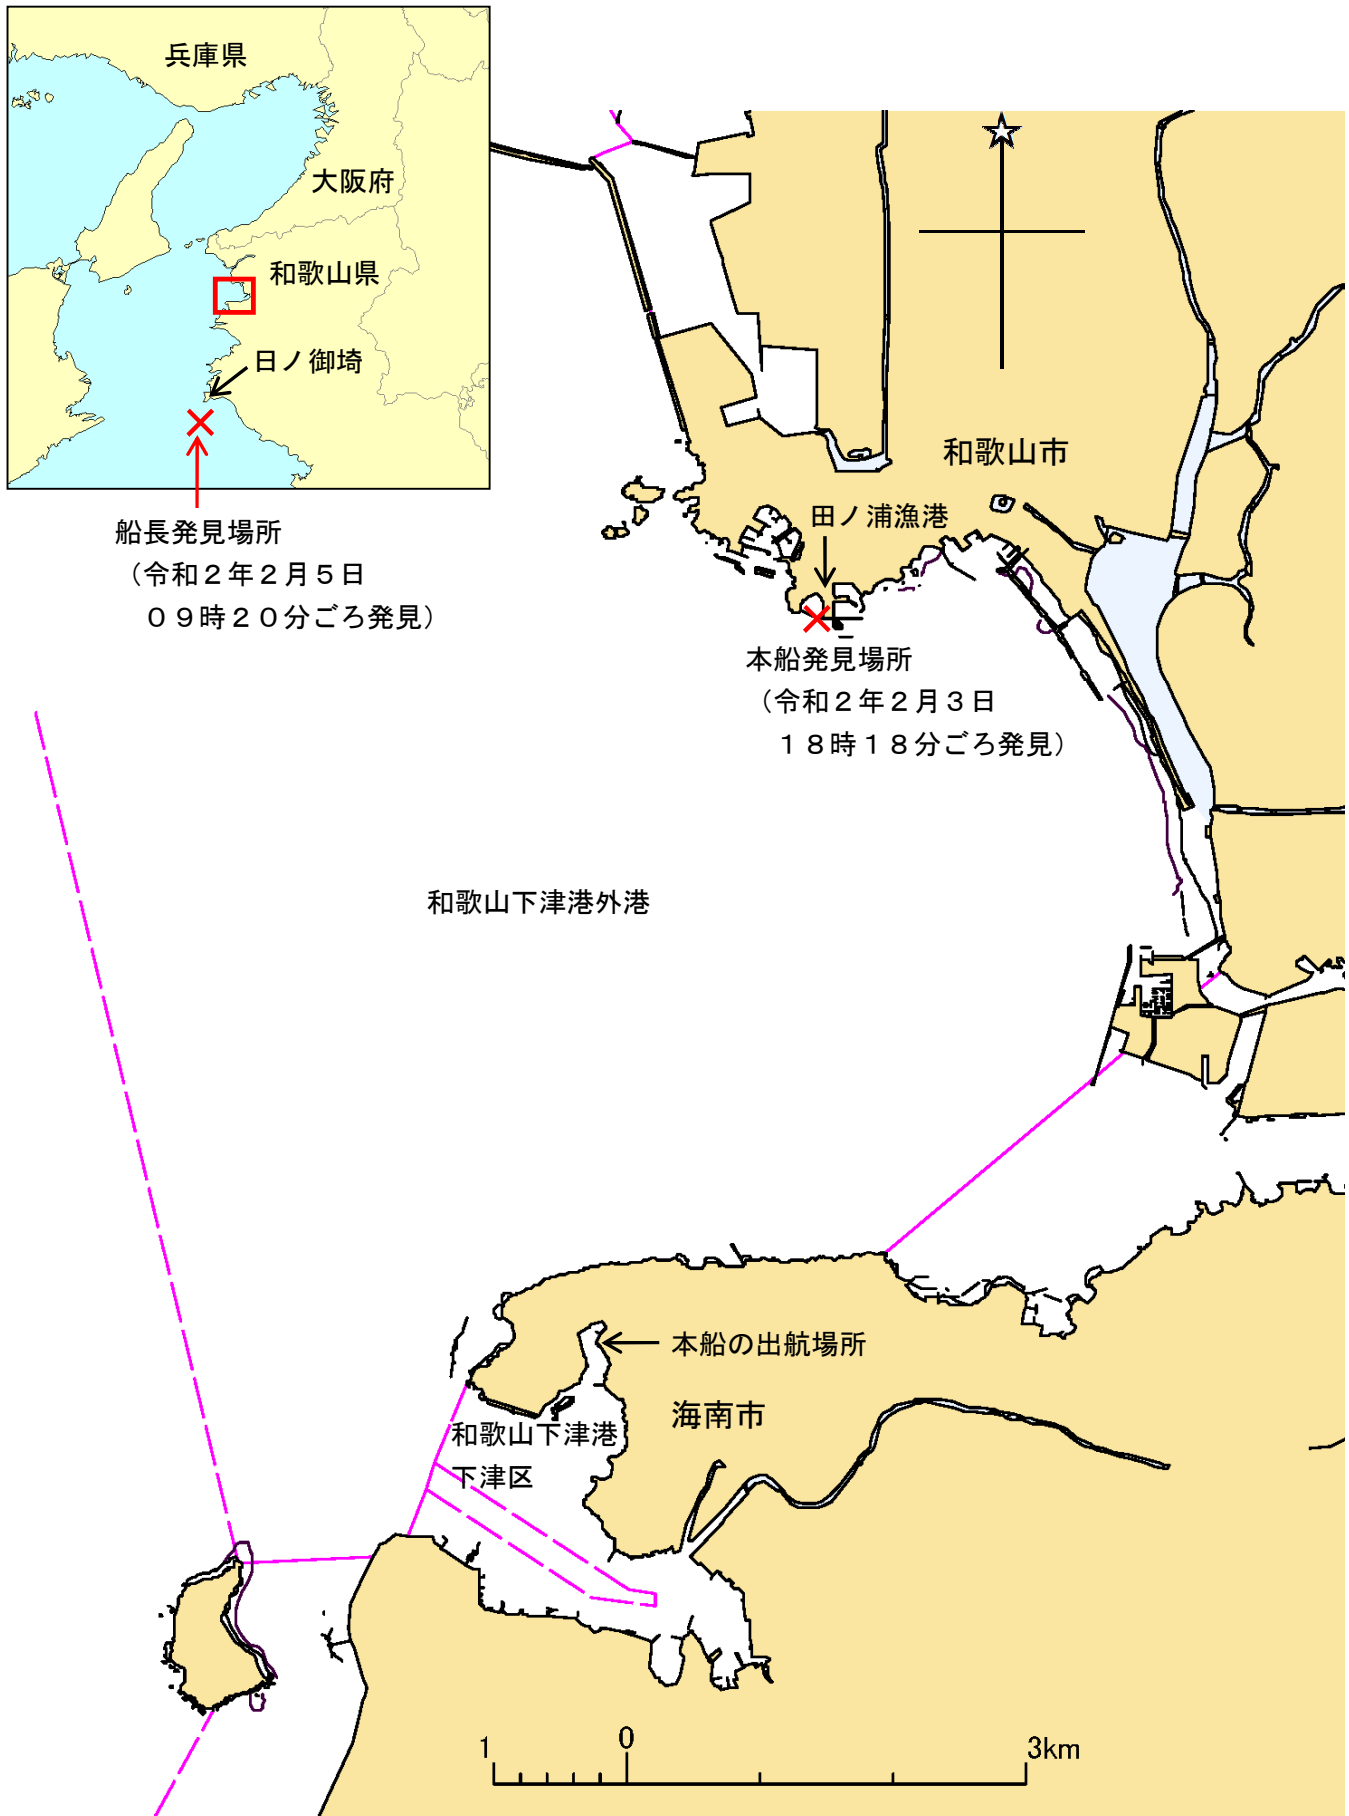 兵庫県
大阪府
和歌山県
日ノ御埼
船長発見場所
（令和２年２月５日
０９時２０分ごろ発見）
和歌山市
田ノ浦漁港
本船発見場所
（令和２年２月３日
１８時１８分ごろ発見）
和歌山下津港外港
本船の出航場所
海南市
和歌山下津港
下津区
1 0 3km